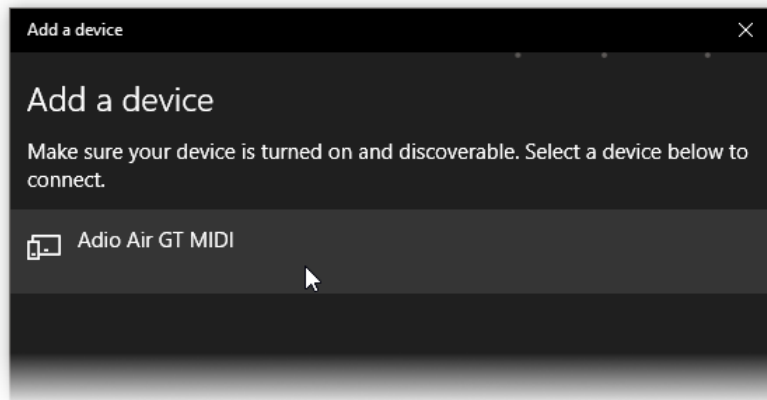 Add a device
Add a device
Make sure your device is turned on and discoverable. Select a device below to
connect.
Adio Air GT MIDI